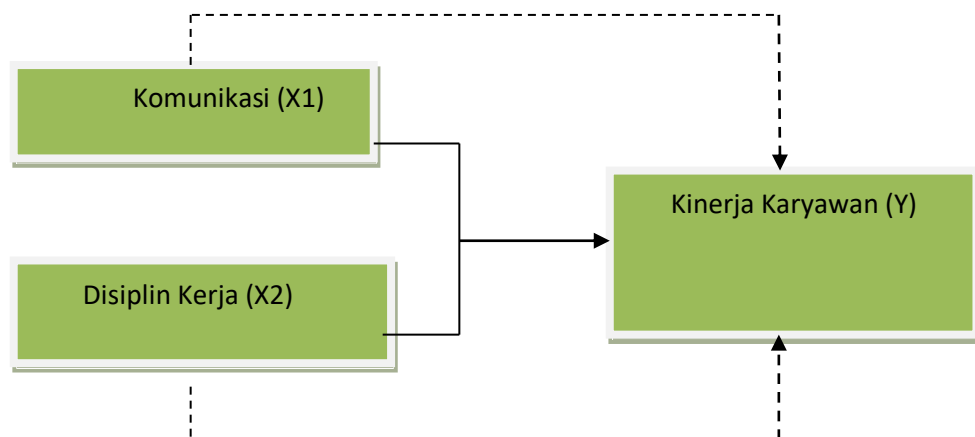 Komunikasi (X1)
Kinerja Karyawan (Y)
Disiplin Kerja (X2)